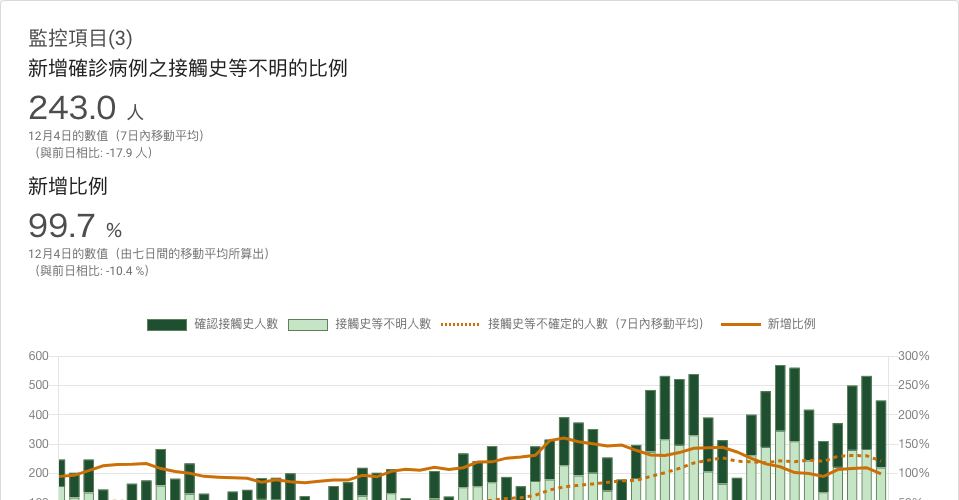 監控項目(3)
新增確診病例之接觸史等不明的比例
243.0 人
12月4日的數值（7日內移動平均）
（與前日相比: -17.9 人）
新增比例
99.7 %
12月4日的數值（由七日間的移動平均所算出）
（與前日相比: -10.4 %）
確認接觸史人數 接觸史等不明人數 接觸史等不確定的人數（7日內移動平均） 新增比例
600 300%
500 250%
400 200%
300 150%
200 100%